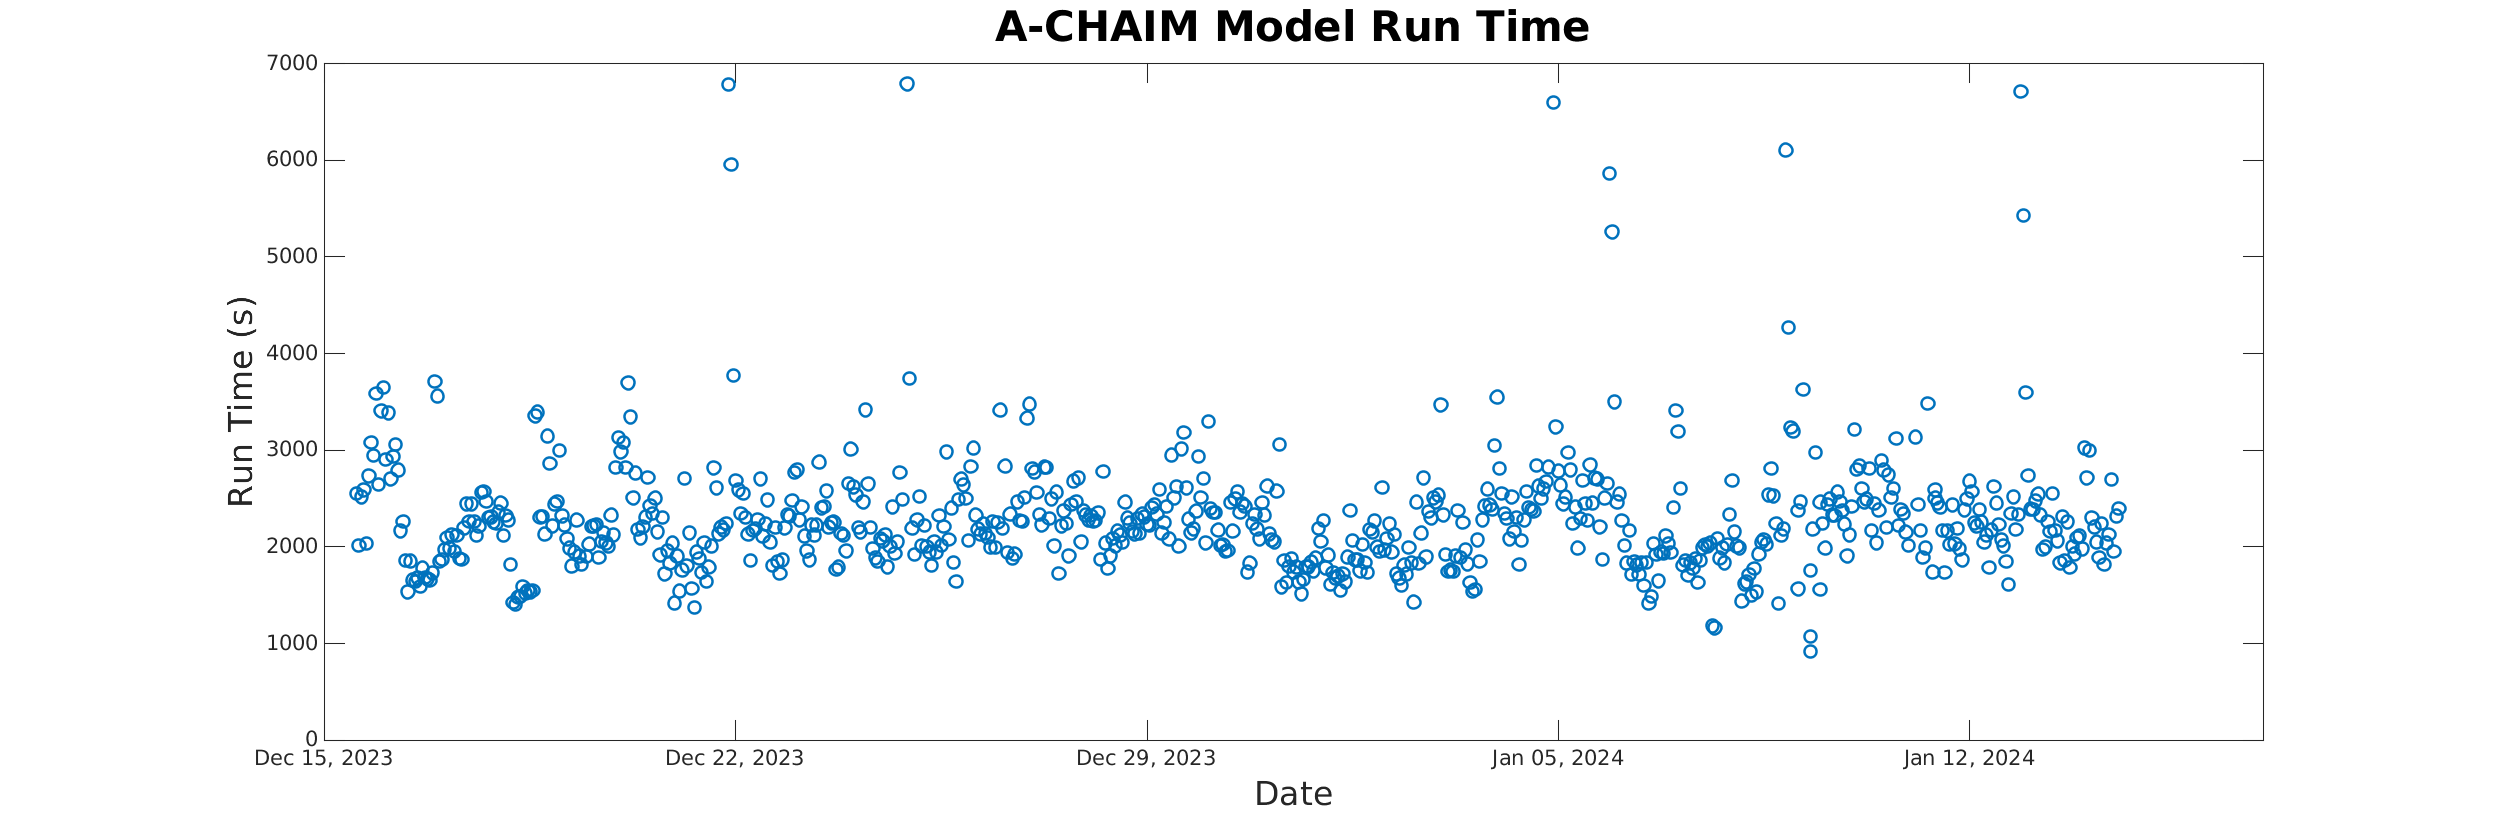 A-CHAIM Model Run Time
7000
6000
5000
4000
3000
2000
1000
0
Run Time (s)
Dec 15, 2023 Dec 22, 2023 Dec 29, 2023 Jan 05, 2024 Jan 12, 2024
Date